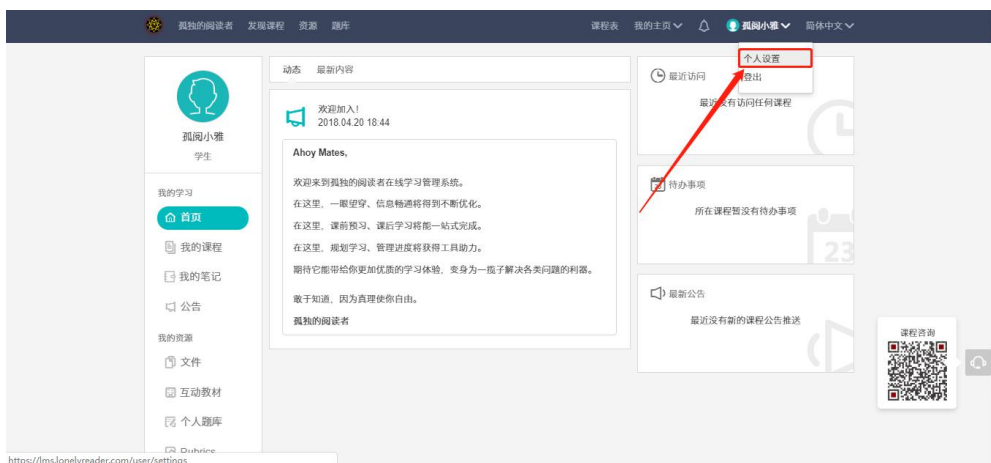 孤独的阅读者 发现课程 资源 题库 课程表 我的主页 孤阅小雅 简体中文
个人设置
登出
孤阅小雅
学生
我的学习
首页
我的课程
我的笔记
公告
我的资源
文件
互动教材
个人题库
Rubrics
动态 最新内容
欢迎加入!
2018.04.20 18:44
Ahoy Mates,
欢迎来到孤独的阅读者在线学习管理系统。
在这里，一眼望穿、信息畅通将得到不断优化。
在这里，课前预习、课后学习将能一站式完成。
在这里，规划学习、管理进度将获得工具助力。
期待它能带给你更加优质的学习体验，变身为一揽子解决各类问题的利器。
敢于知道，因为真理使你自由。
孤独的阅读者
最近访问
最近没有访问任何课程
待办事项
所在课程暂没有待办事项
23
最新公告
最近没有新的课程公告推送
课程咨询
https://lms.lonelyreader.com/user/settings